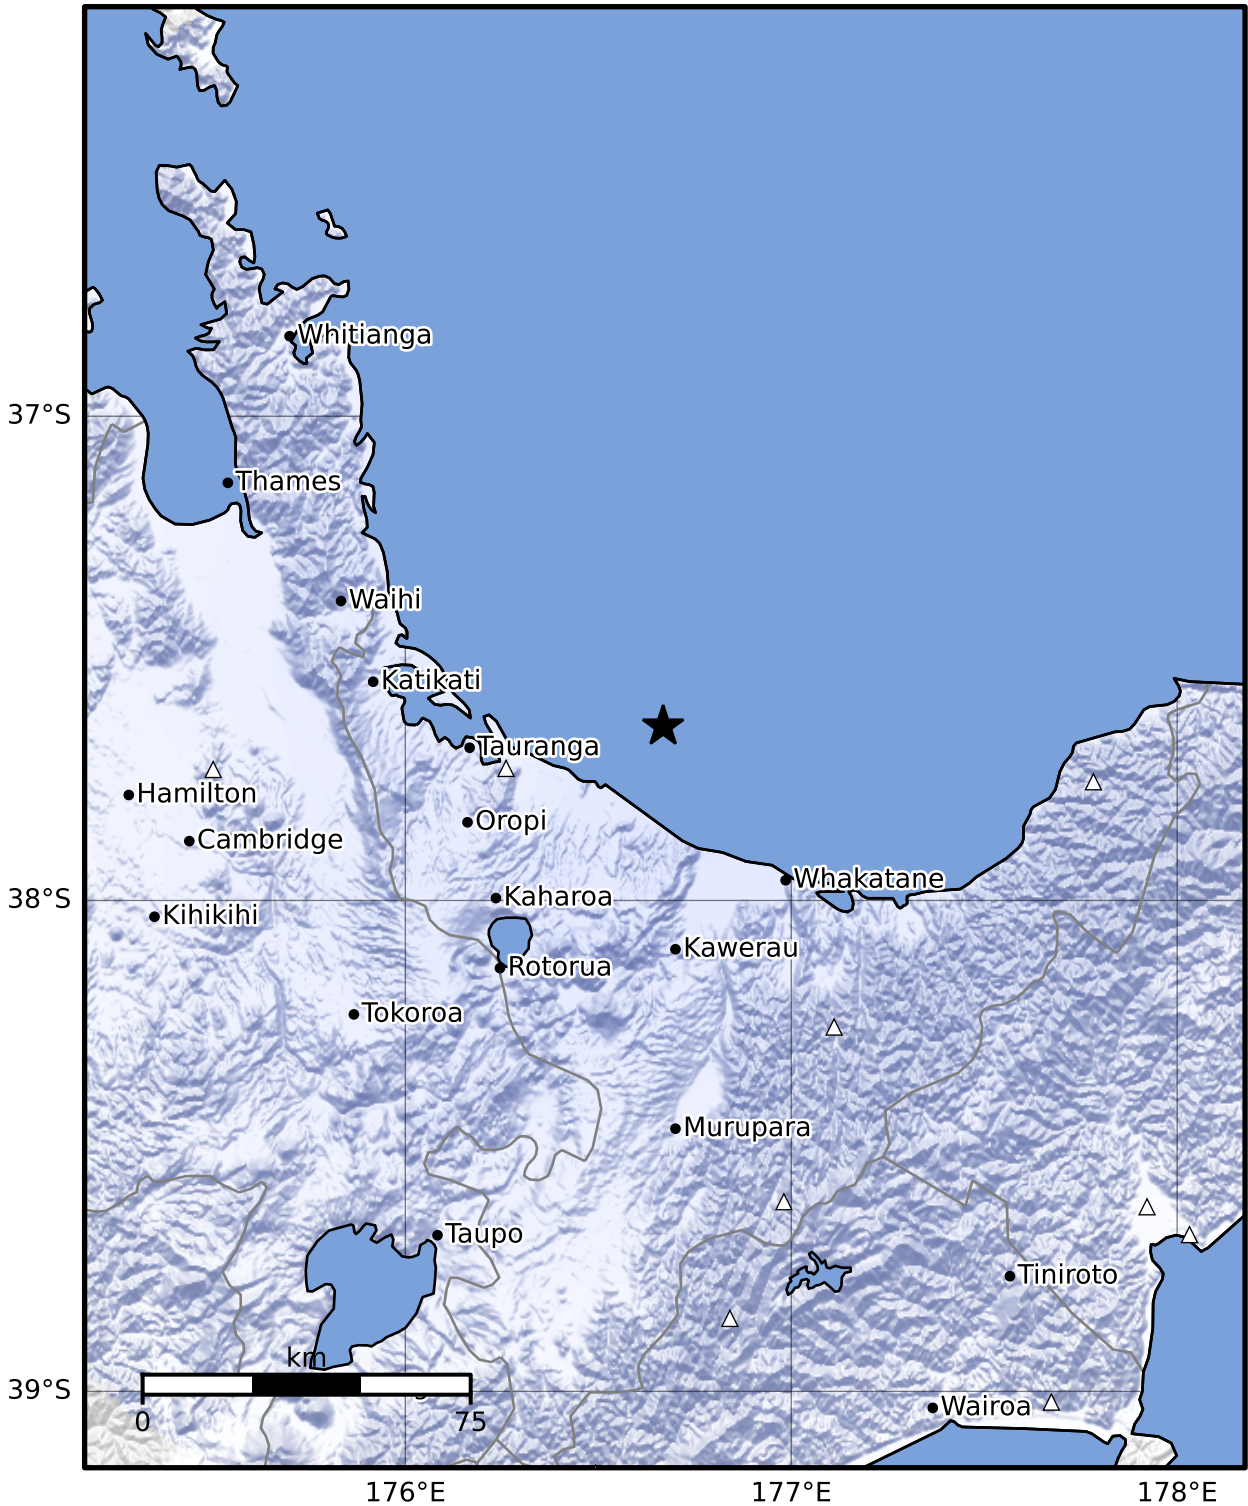 Whitianga
37°S
Thames
Waihi
Katikati
Tauranga
Hamilton
Oropi
Cambridge
Whakatane
Kaharoa
38°S
Kihikihi
Kawerau
Rotorua
Tokoroa
Murupara
Taupo
Tiniroto
km
39°S
Wairoa
0
75
176°E
177°E
178°E